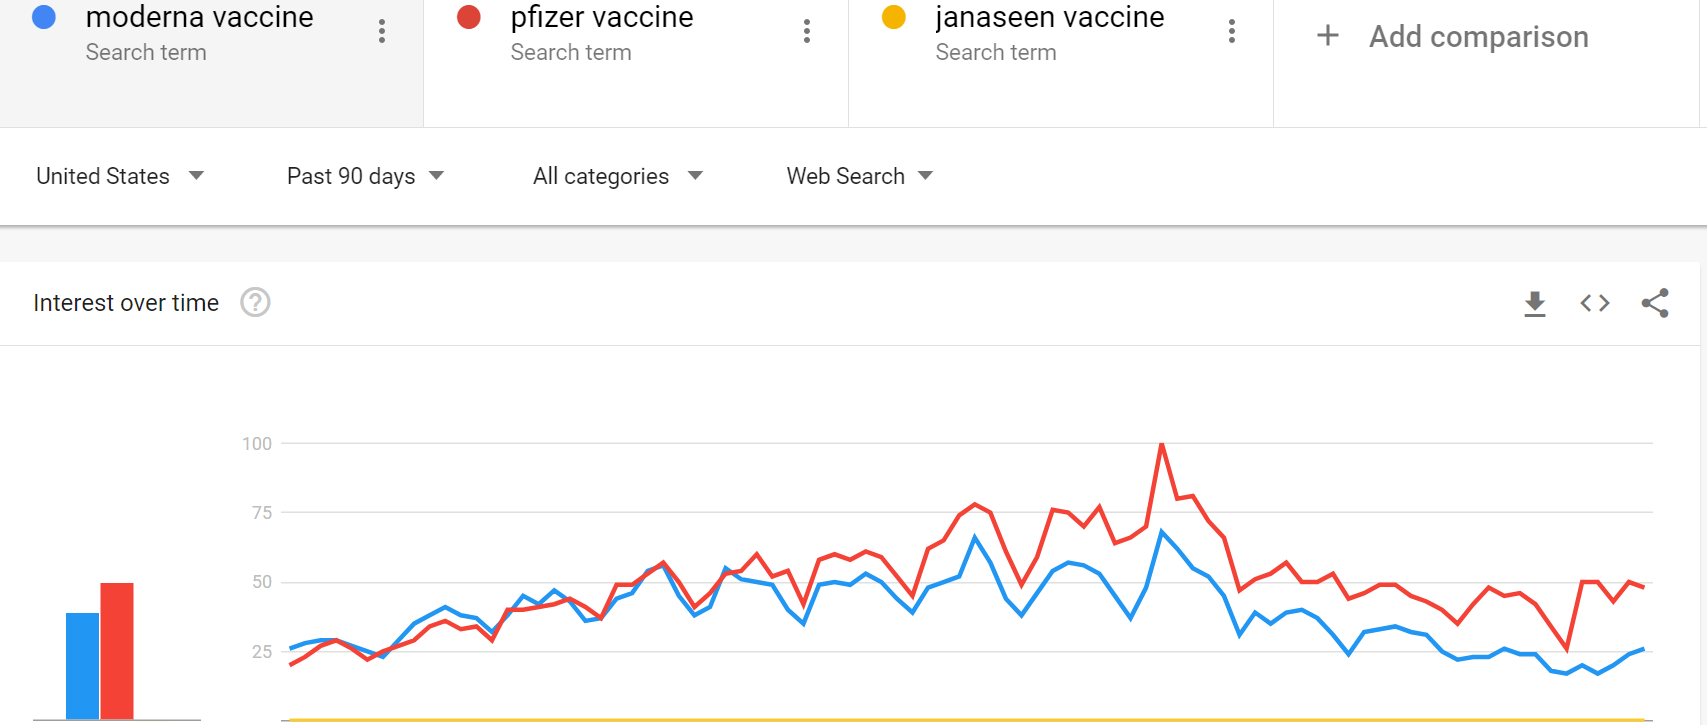 moderna vaccine
Search term
pfizer vaccine
Search term
janaseen vaccine
Search term
+ Add comparison
United States
Past 90 days
All categories
Web Search
Interest over time
?
100
75
50
25